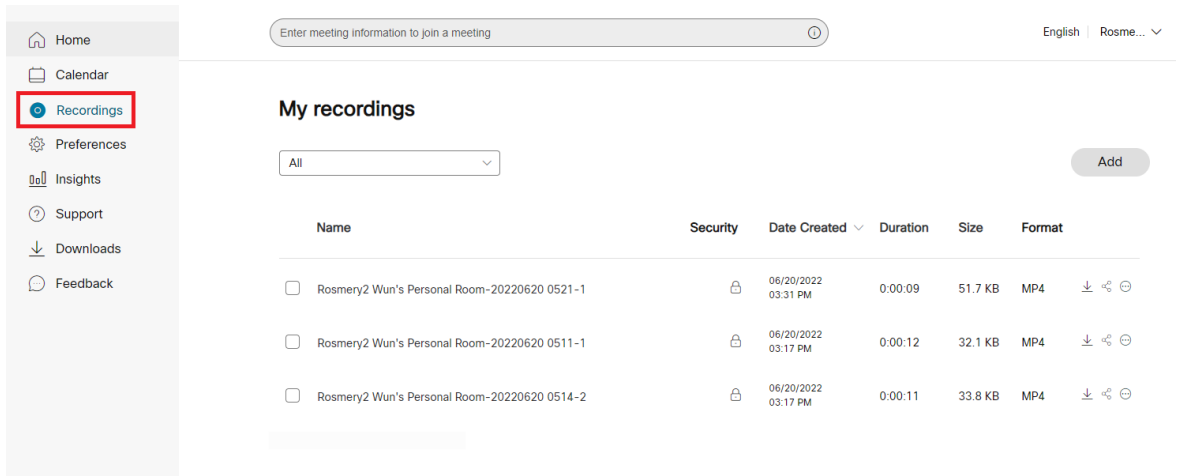 Home
Calendar
Recordings
Preferences
Insights
Support
Downloads
Feedback
Enter meeting information to join a meeting
English Rosme...
My recordings
All
Add
Name Security Date Created Duration Size Format
Rosmery2 Wun's Personal Room-20220620 0521-1 06/20/2022 03:31 PM 0:00:09 51.7 KB MP4
Rosmery2 Wun's Personal Room-20220620 0511-1 06/20/2022 03:17 PM 0:00:12 32.1 KB MP4
Rosmery2 Wun's Personal Room-20220620 0514-2 06/20/2022 03:17 PM 0:00:11 33.8 KB MP4